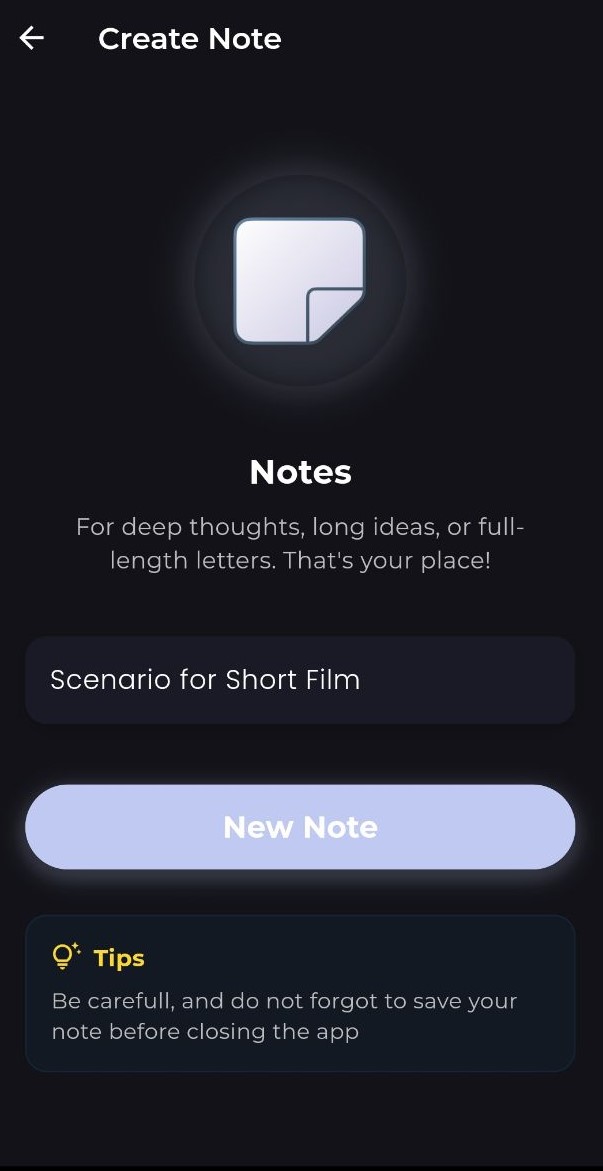 Create Note
Notes
For deep thoughts, long ideas, or full-
length letters. That's your place!
Scenario for Short Film
New Note
Tips
Be carefull, and do not forgot to save your
note before closing the app